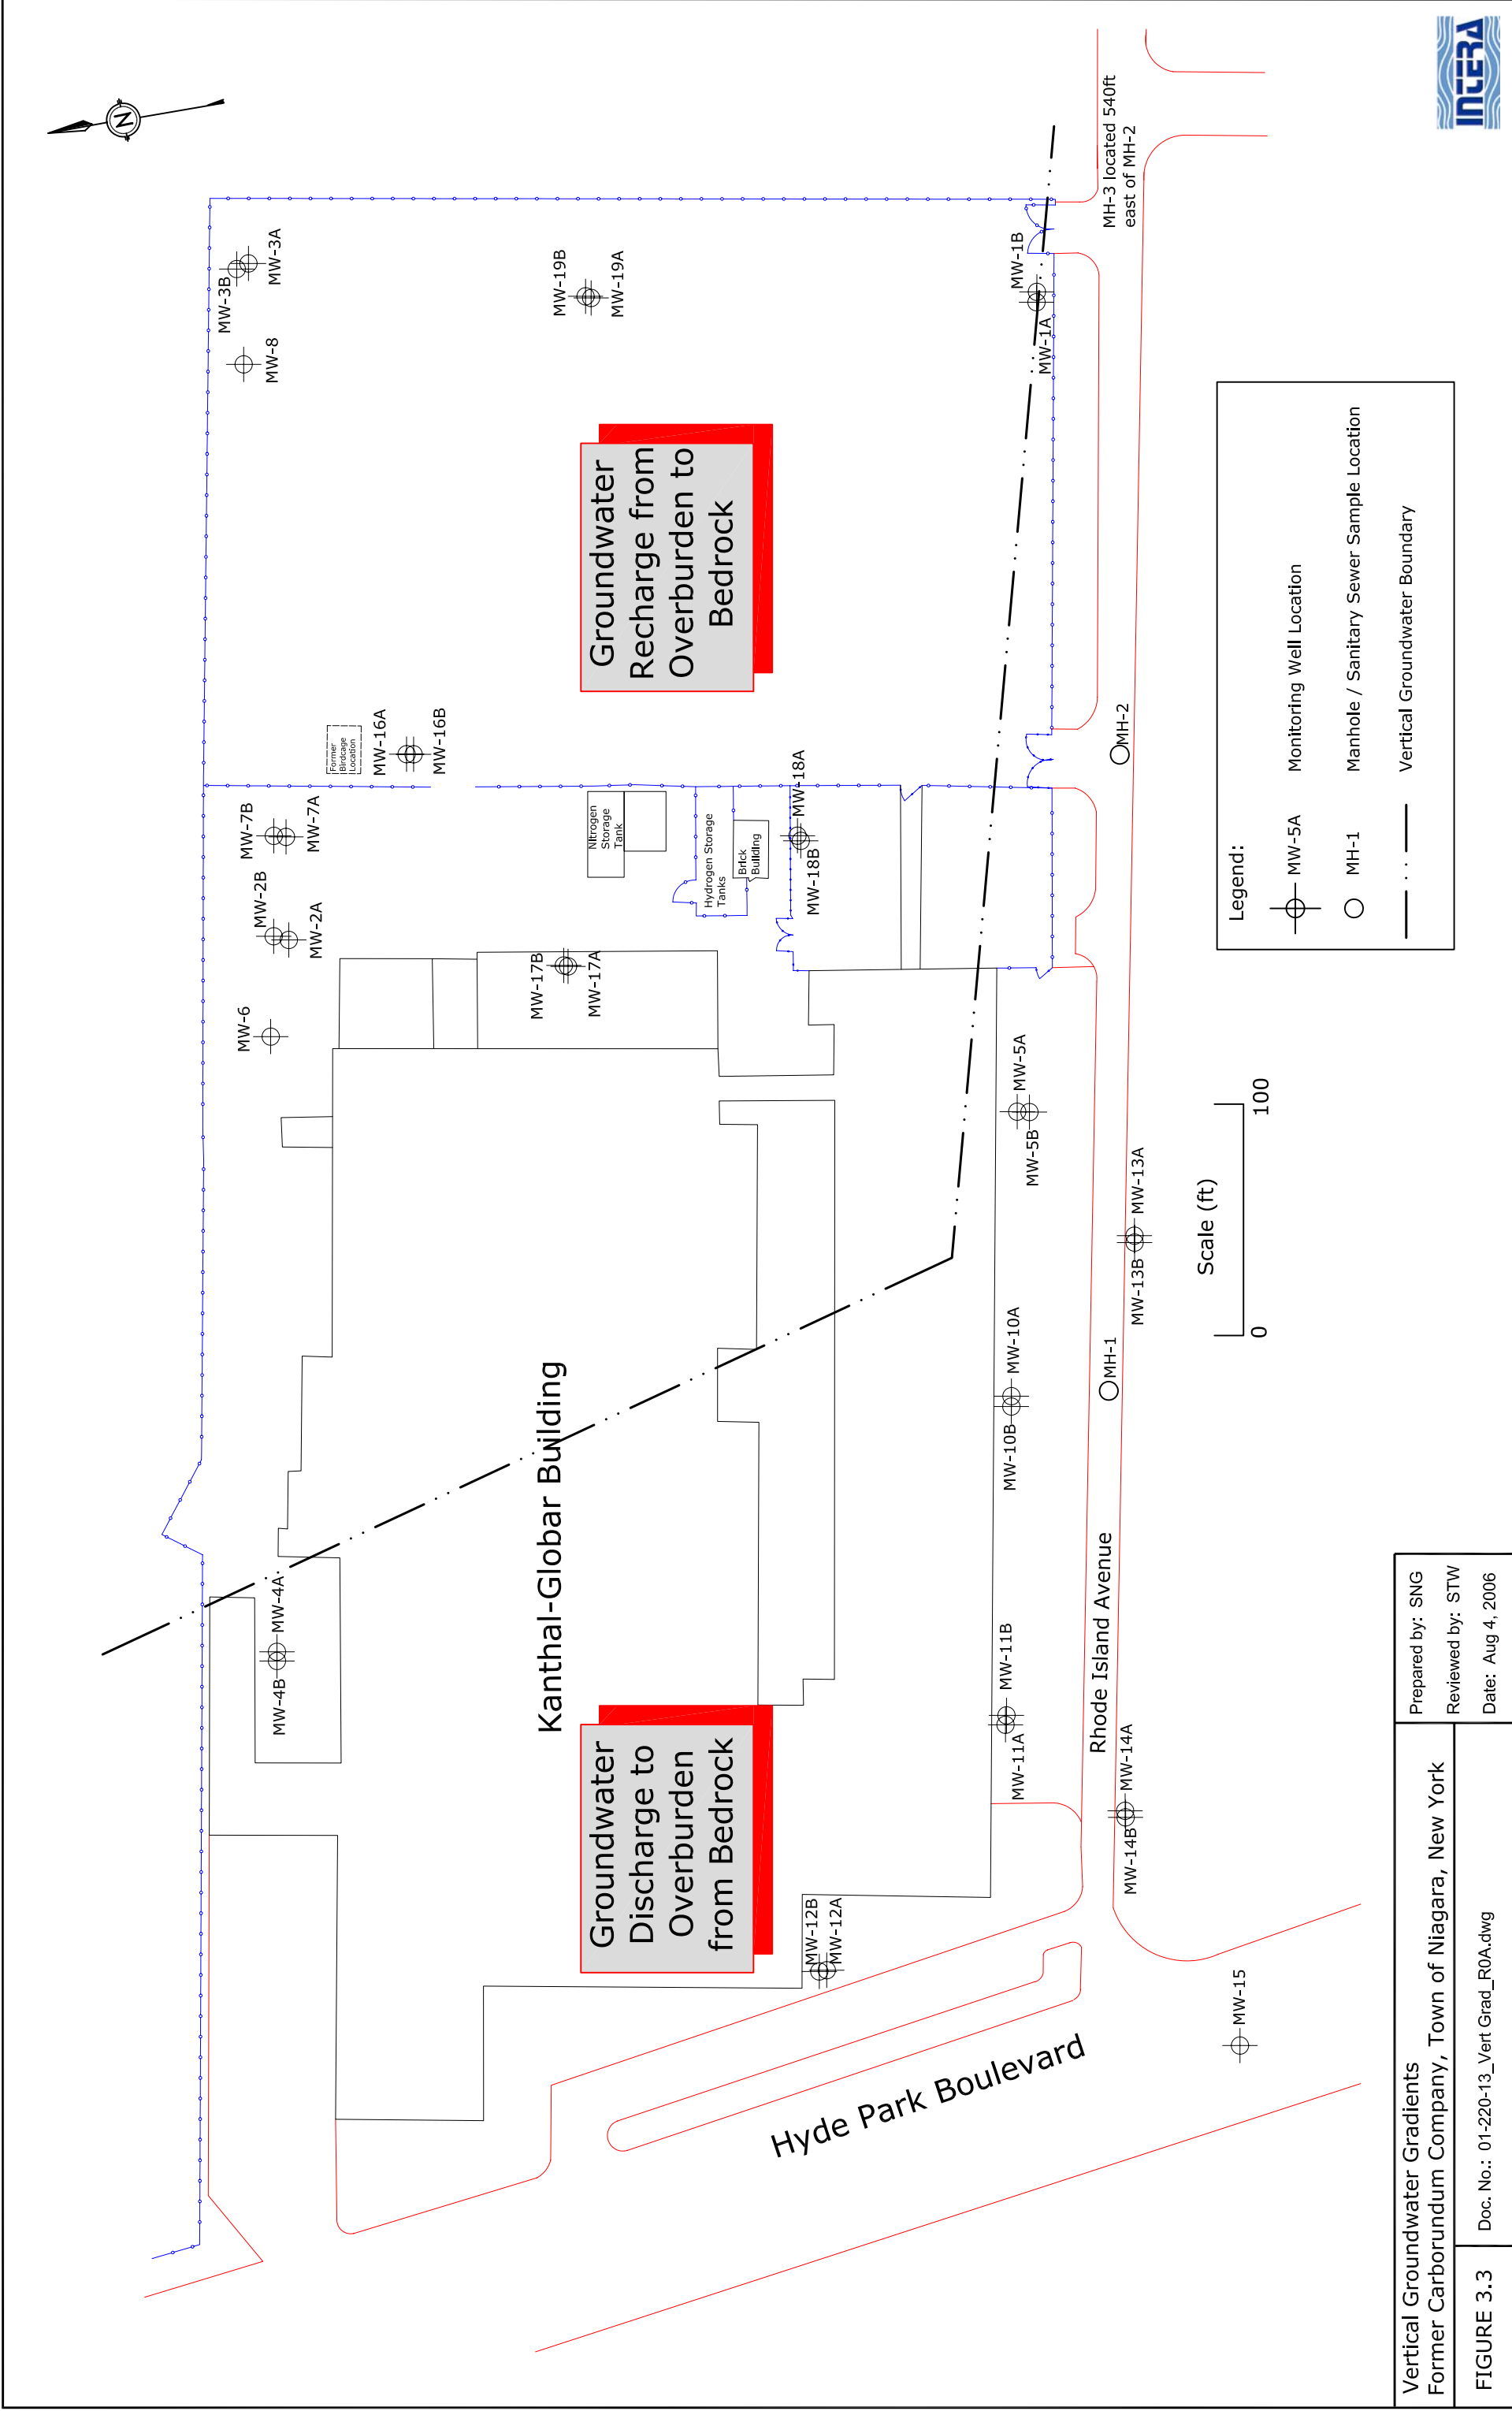 N
MW-3B
MW-3A
MW-8
MW-19B
MW-19A
MW-1B
MW-1A
MH-3 located 540ft
east of MH-2
Groundwater
Recharge from
Overburden to
Bedrock
Former
Birdcage
Location
MW-16A
MW-16B
MW-7B
MW-7A
MW-2B
MW-2A
MW-6
MW-17B
MW-17A
Nitrogen
Storage
Tank
Hydrogen Storage
Tanks
Brick
Building
MW-18A
MW-18B
MH-2
MW-5A
MW-5B
MW-13A
MW-13B
MW-10A
MW-10B
MH-1
MW-4A
MW-4B
Kanthal-Globar Building
Groundwater
Discharge to
Overburden
from Bedrock
MW-11B
MW-11A
MW-12B
MW-12A
MW-14A
MW-14B
MW-15
Rhode Island Avenue
Hyde Park Boulevard
Scale (ft)
0
100
Legend:
MW-5A Monitoring Well Location
MH-1 Manhole / Sanitary Sewer Sample Location
Vertical Groundwater Boundary
Vertical Groundwater Gradients
Former Carborundum Company, Town of Niagara, New York
FIGURE 3.3
Doc. No.: 01-220-13_Vert Grad_R0A.dwg
Prepared by: SNG
Reviewed by: STW
Date: Aug 4, 2006
INTERA